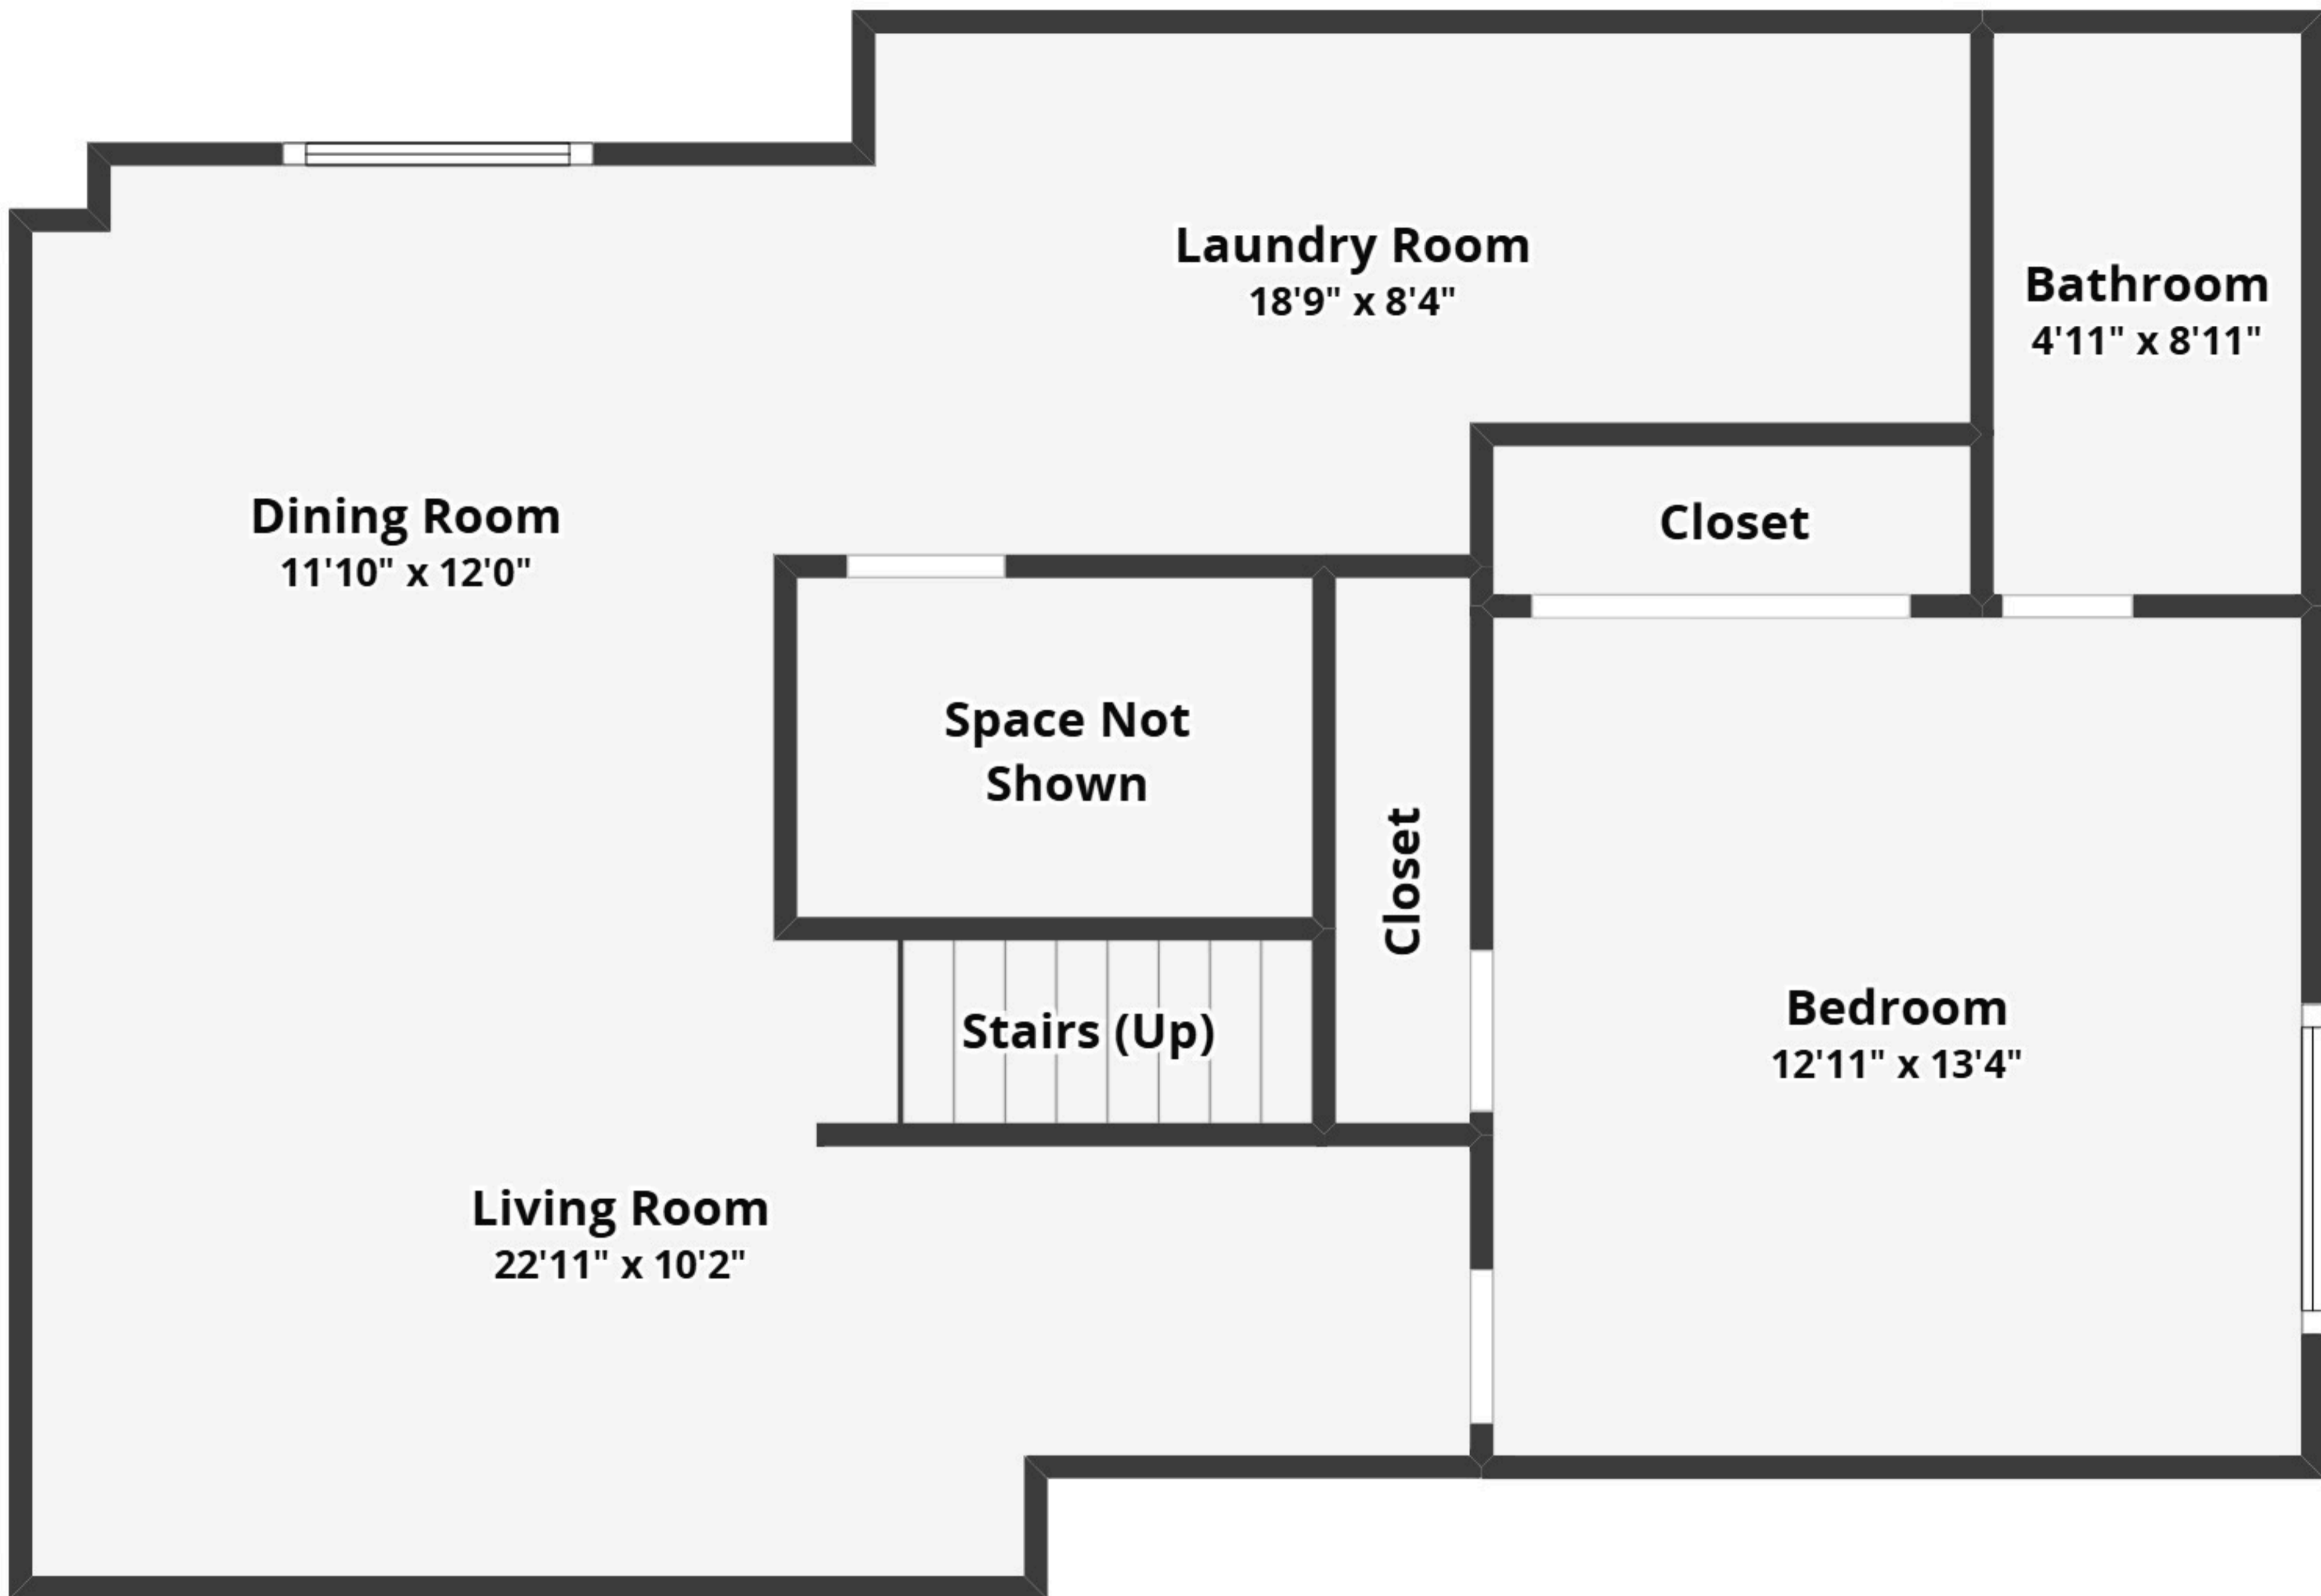 Laundry Room
18'9" x 8'4"
Bathroom
4'11" x 8'11"
Dining Room
11'10" x 12'0"
Closet
Space Not
Shown
Closet
Stairs (Up)
Bedroom
12'11" x 13'4"
Living Room
22'11" x 10'2"